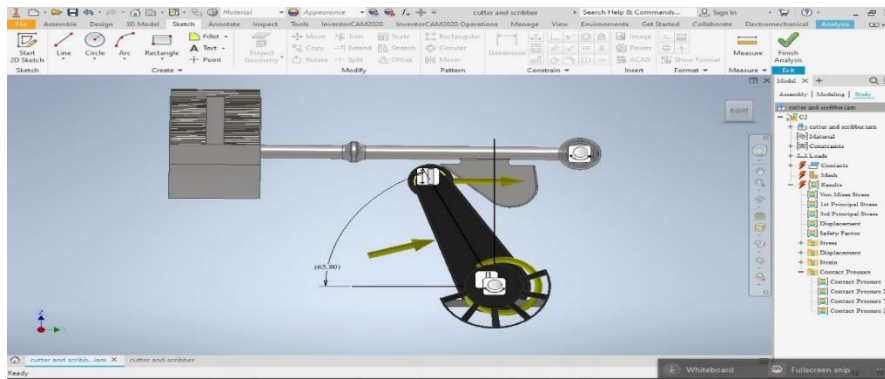 Material Appearance cutter and scribber Search Help & Commands... Sign In
File Assemble Design 3D Model Sketch Annotate Inspect Tools InventorCAM2020 InventorCAM2020 Operations Manage View Environments Get Started Collaborate Electromechanical Analysis
Start 2D Sketch Line Circle Arc Rectangle Fillet Text Point Project Geometry Move Copy Rotate Trim Extend Split Scale Stretch Offset Rectangular Circular Mirror Dimension Image Points ACAD Show Format Measure Finish Analysis
Sketch Create Modify Pattern Constrain Insert Format Measure Exit
Model
Assembly | Modeling | Study
cutter and scribber.iam
C2
cutter and scribber.iam
Material
Constraints
Loads
Contacts
Mesh
Results
Von Mises Stress
1st Principal Stress
3rd Principal Stress
Displacement
Safety Factor
Stress
Displacement
Strain
Contact Pressure
Contact Pressure
Contact Pressure
Contact Pressure
Contact Pressure
RIGHT
(65.80)
cutter and scribb...iam cutter and scribber
Ready
Whiteboard Fullscreen snip